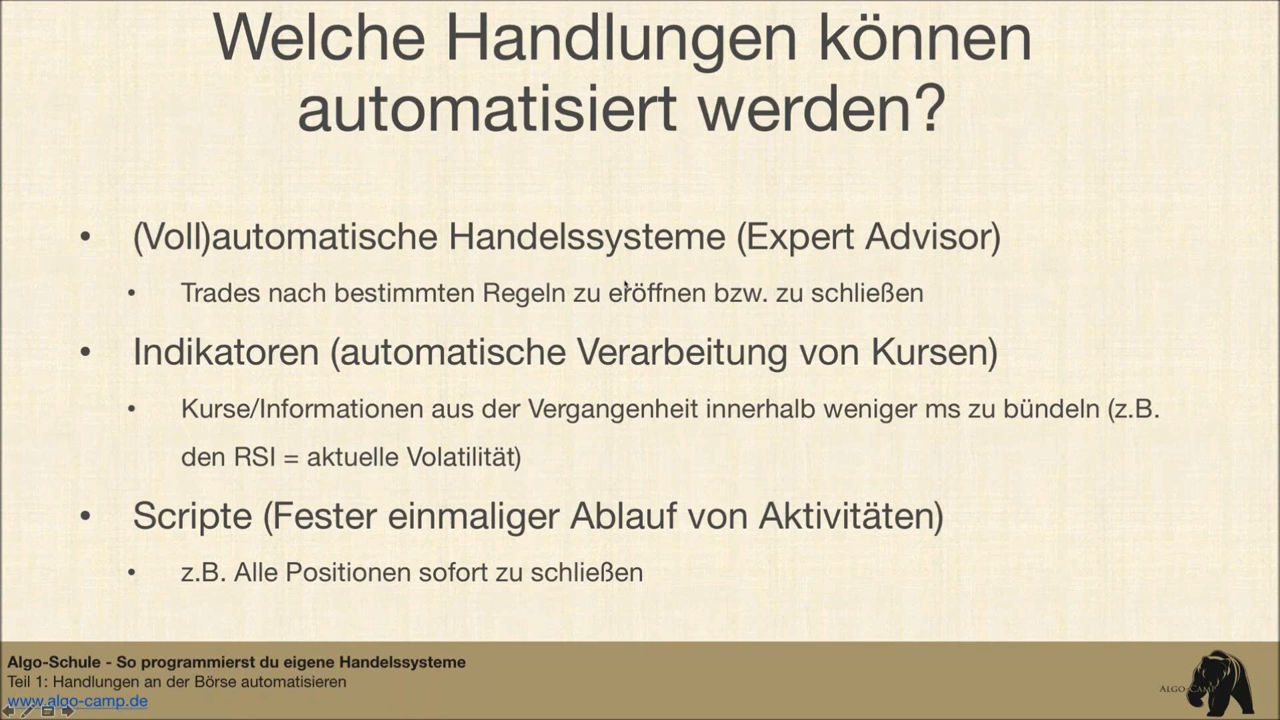 Welche Handlungen können
automatisiert werden?
• (Voll)automatische Handelssysteme (Expert Advisor)
• Trades nach bestimmten Regeln zu eröffnen bzw. zu schließen
• Indikatoren (automatische Verarbeitung von Kursen)
• Kurse/Informationen aus der Vergangenheit innerhalb weniger ms zu bündeln (z.B.
den RSI = aktuelle Volatilität)
• Scripte (Fester einmaliger Ablauf von Aktivitäten)
• z.B. Alle Positionen sofort zu schließen
Algo-Schule - So programmierst du eigene Handelssysteme
Teil 1: Handlungen an der Börse automatisieren
www.algo-camp.de
ALGO-CAMP